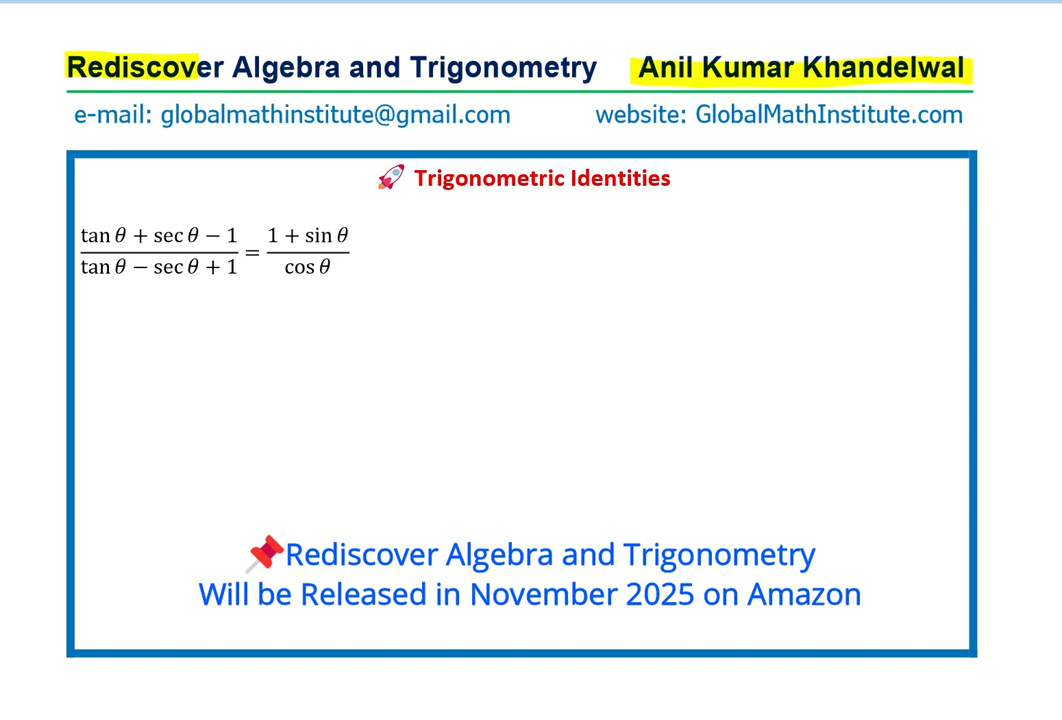 Rediscover Algebra and Trigonometry Anil Kumar Khandelwal
e-mail: globalmathinstitute@gmail.com website: GlobalMathInstitute.com
🚀 Trigonometric Identities
tan θ + sec θ − 1 / tan θ − sec θ + 1 = 1 + sin θ / cos θ
📌Rediscover Algebra and Trigonometry
Will be Released in November 2025 on Amazon